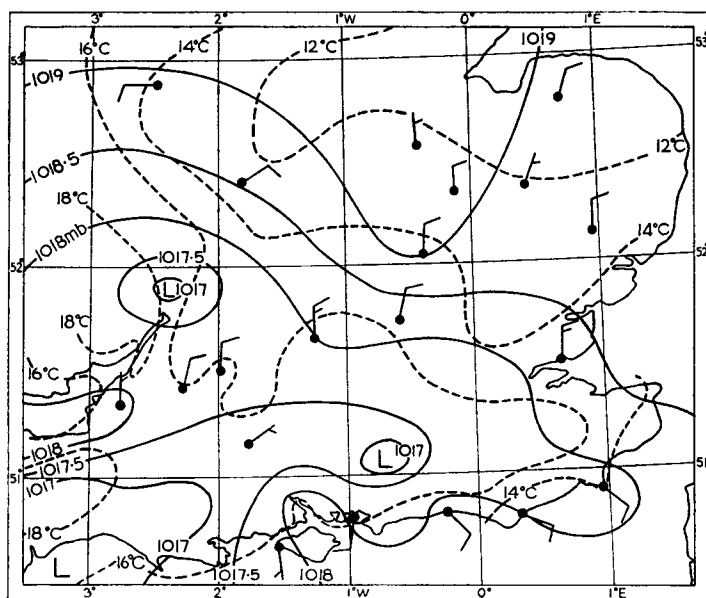 3° 2° 1°W 0° 1°E
16°C 14°C 12°C 1019
53° 53°
1019
12°C
1018·5
18°C
14°C
1018mb
1017·5
52° 52°
L 1017
18°C
16°C
1018
1017·5
1017
51° 51°
L 1017
14°C
18°C
L 16°C 1017 1017·5 1018
3° 2° 1°W 0° 1°E